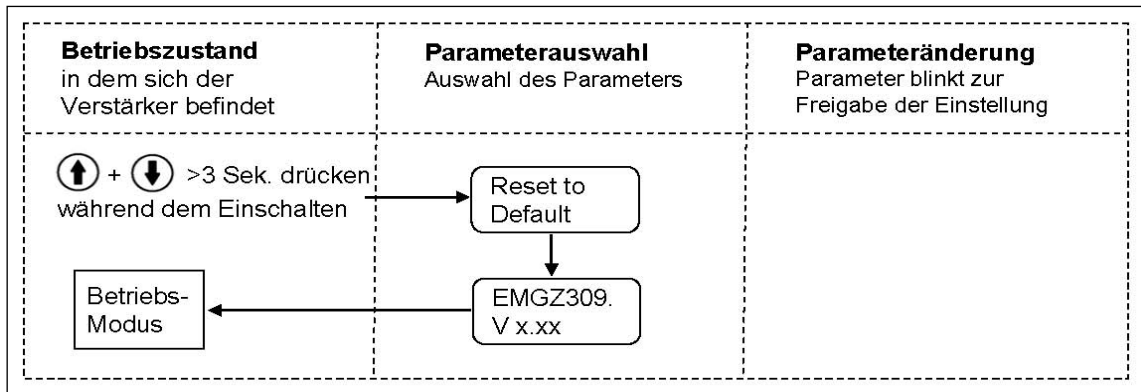 Betriebszustand
in dem sich der
Verstärker befindet
Parameterauswahl
Auswahl des Parameters
Parameteränderung
Parameter blinkt zur
Freigabe der Einstellung
+ >3 Sek. drücken
während dem Einschalten
Reset to
Default
EMGZ309.
V x.xx
Betriebs-
Modus